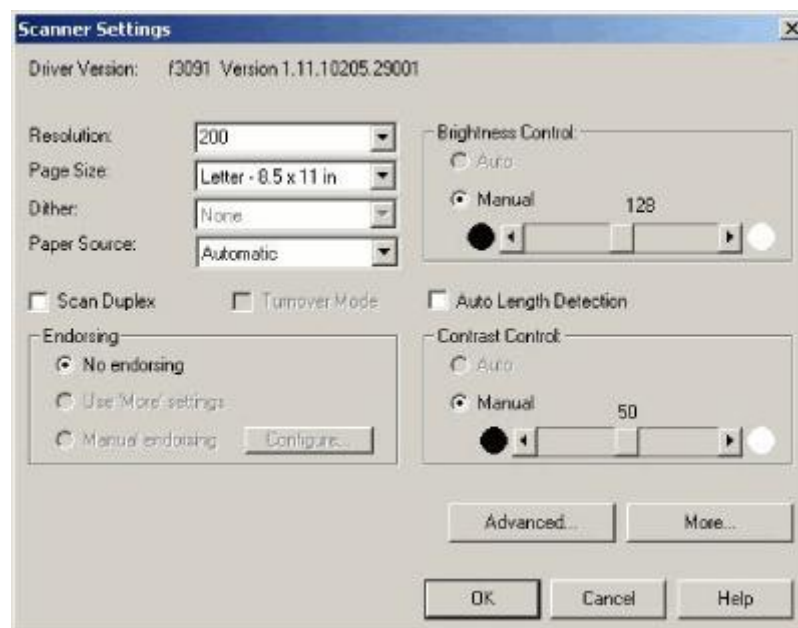 Scanner Settings
Driver Version: f3091 Version 1.11.10205.29001
Resolution: 200
Page Size: Letter - 8.5 x 11 in
Dither: None
Paper Source: Automatic
Brightness Control:
Auto
Manual 128
Scan Duplex Turnover Mode Auto Length Detection
Endorsing
No endorsing
Use 'More' settings
Manual endorsing Configure...
Contrast Control:
Auto
Manual 50
Advanced... More...
OK Cancel Help